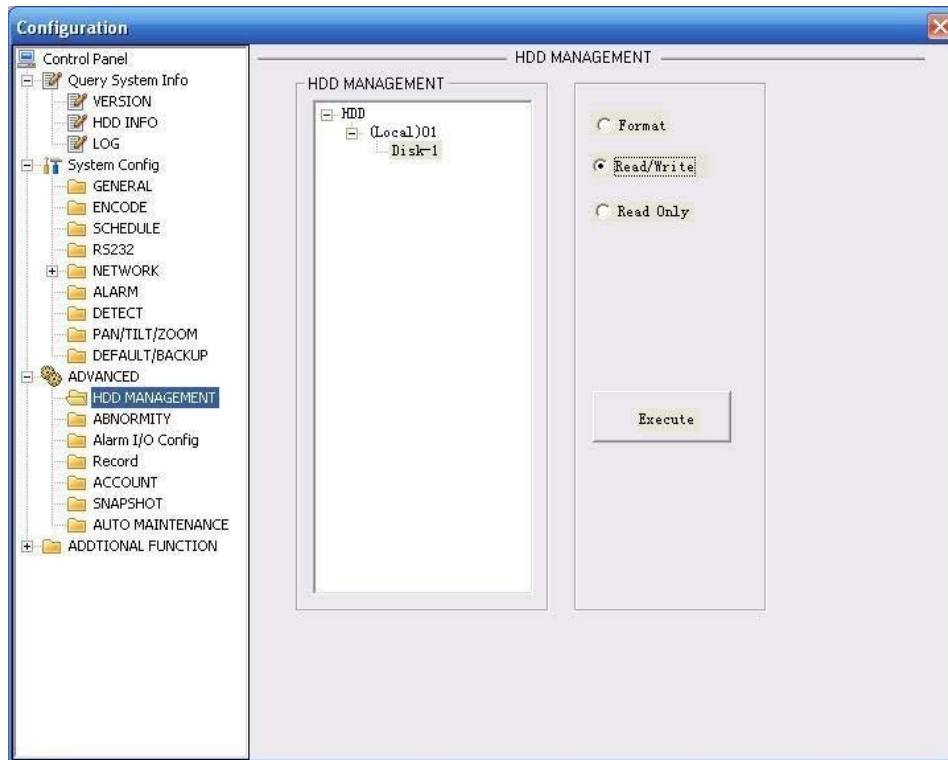 Configuration
Control Panel
Query System Info
VERSION
HDD INFO
LOG
System Config
GENERAL
ENCODE
SCHEDULE
RS232
NETWORK
ALARM
DETECT
PAN/TILT/ZOOM
DEFAULT/BACKUP
ADVANCED
HDD MANAGEMENT
ABNORMITY
Alarm I/O Config
Record
ACCOUNT
SNAPSHOT
AUTO MAINTENANCE
ADDTIONAL FUNCTION
HDD MANAGEMENT
HDD MANAGEMENT
HDD
(Local)01
Disk-1
Format
Read/Write
Read Only
Execute